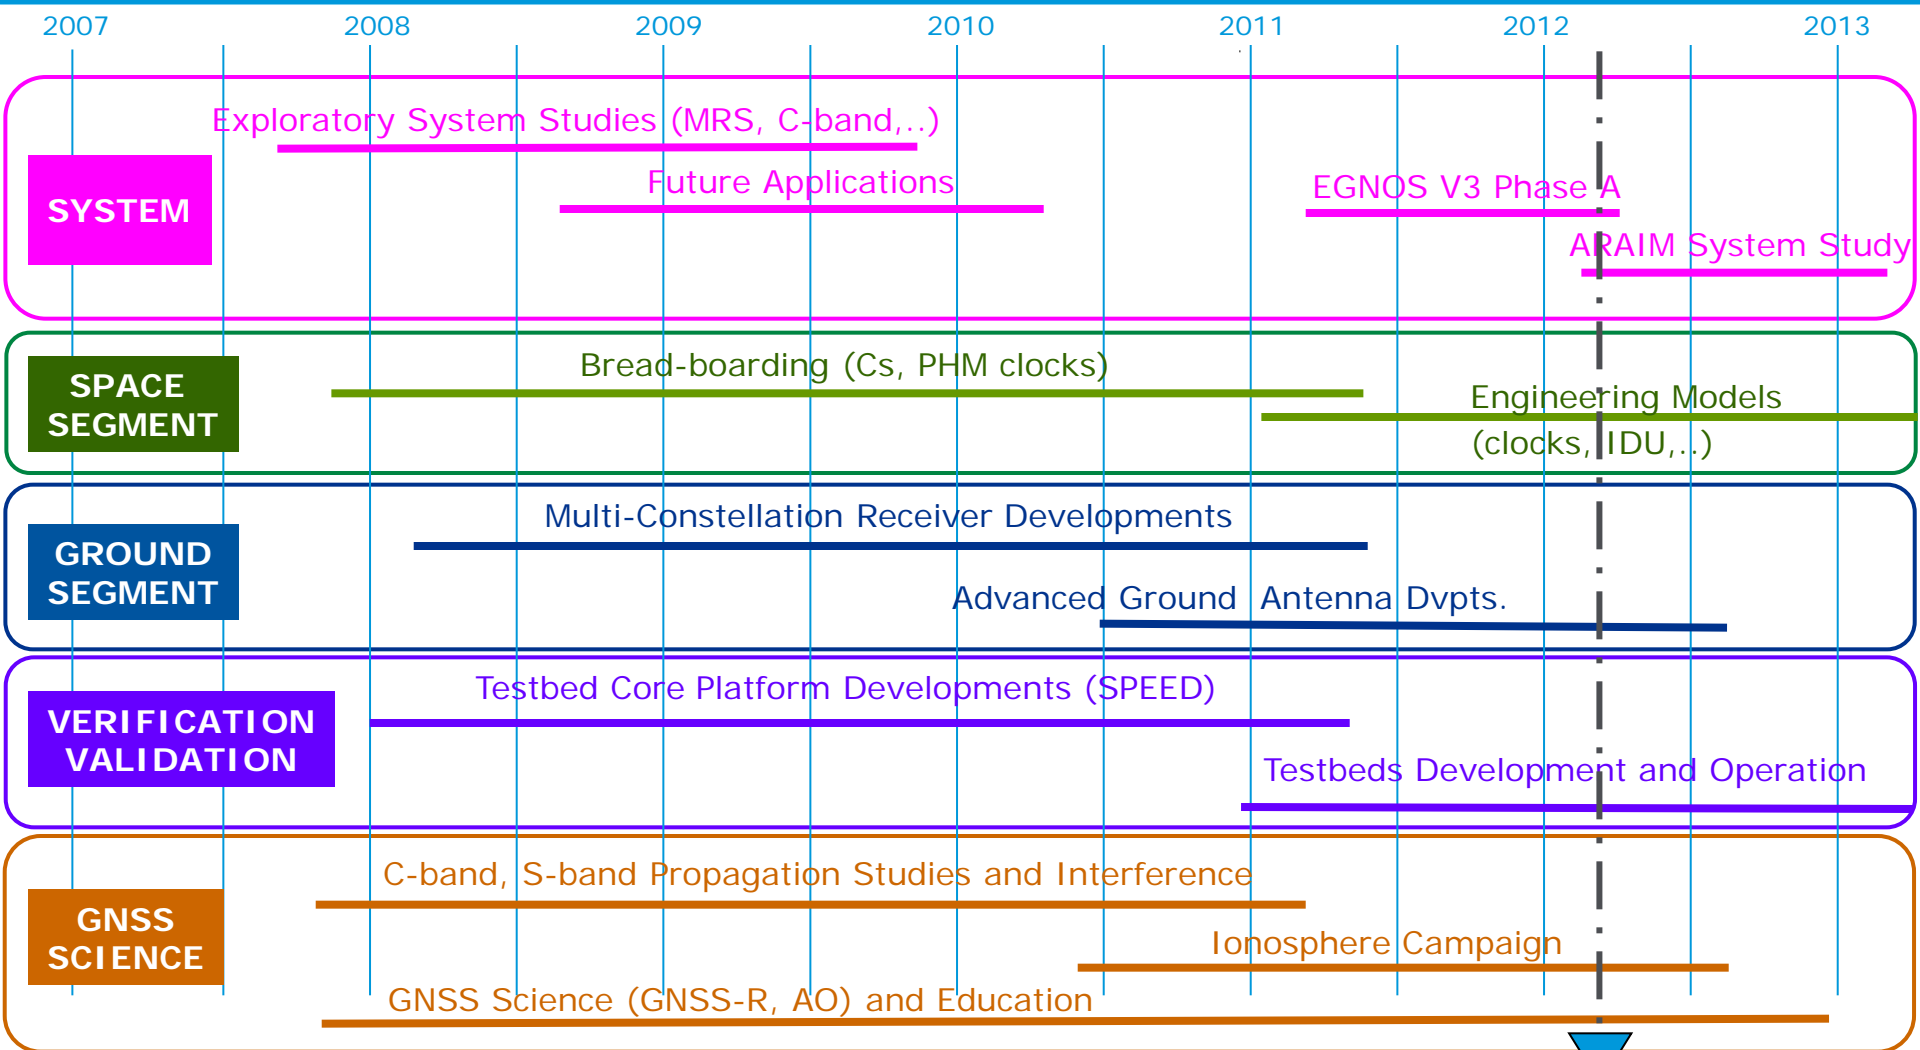 2007 2008 2009 2010 2011 2012 2013
Exploratory System Studies (MRS, C-band,..)
Future Applications
EGNOS V3 Phase A
SYSTEM
ARAIM System Study
Bread-boarding (Cs, PHM clocks)
SPACE
SEGMENT
Engineering Models
(clocks, IDU,..)
Multi-Constellation Receiver Developments
GROUND
SEGMENT
Advanced Ground Antenna Dvpts.
Testbed Core Platform Developments (SPEED)
VERIFICATION
VALIDATION
Testbeds Development and Operation
C-band, S-band Propagation Studies and Interference
GNSS
SCIENCE
Ionosphere Campaign
GNSS Science (GNSS-R, AO) and Education